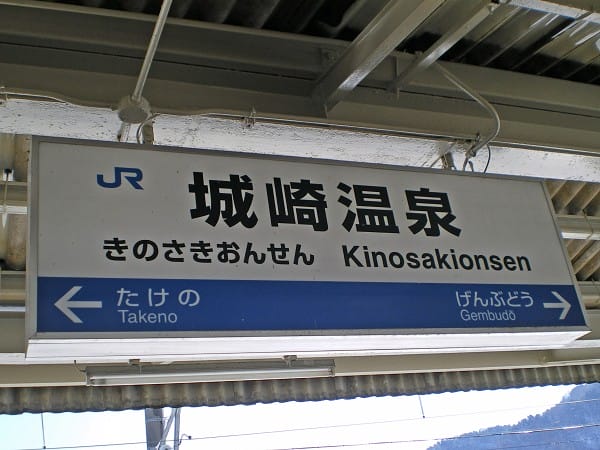 JR
城崎温泉
きのさきおんせん Kinosakionsen
← たけの げんぶどう →
Takeno Gembudō